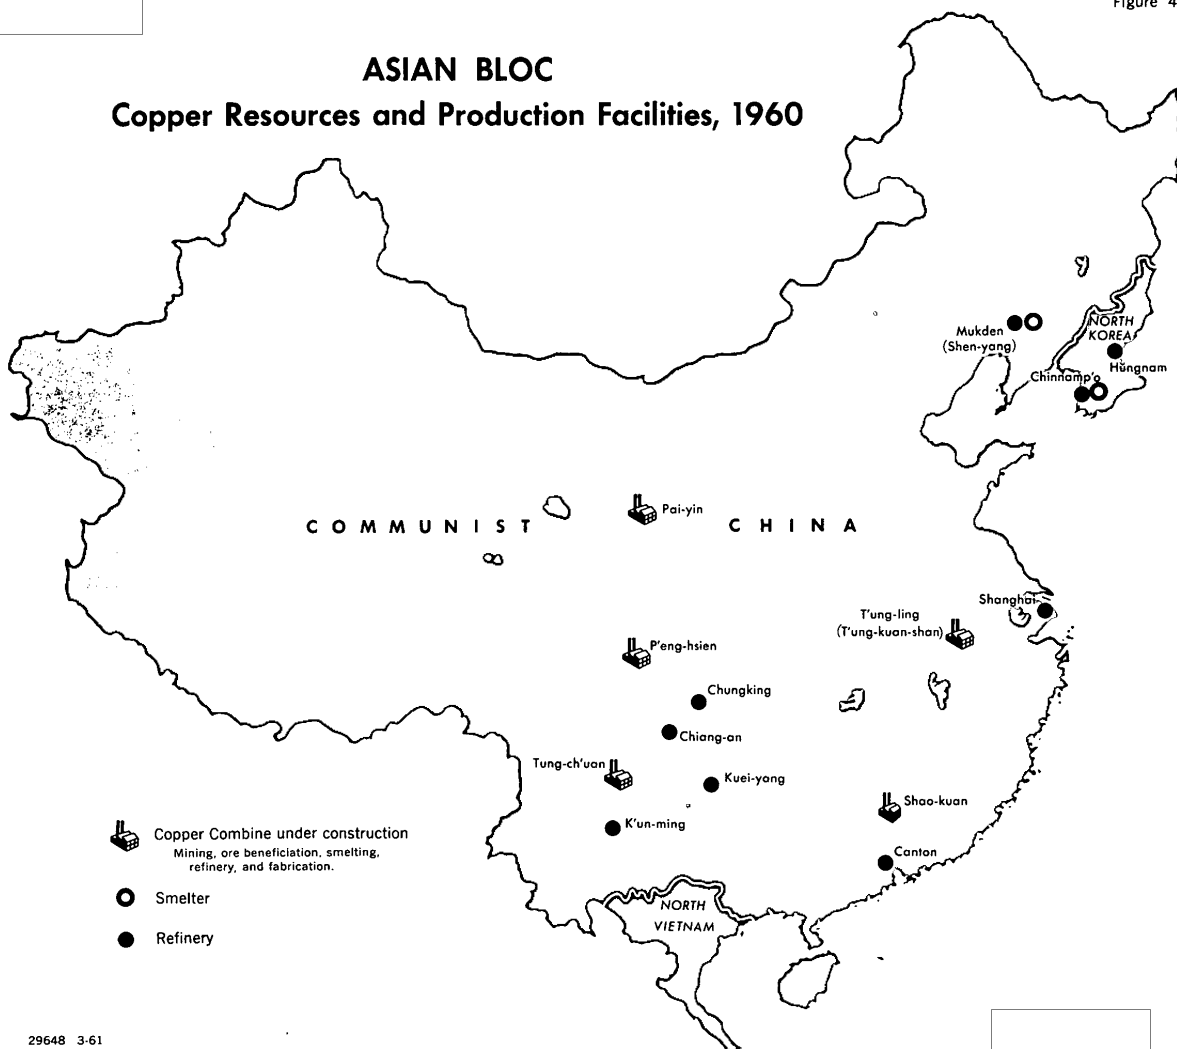 Figure 4
ASIAN BLOC
Copper Resources and Production Facilities, 1960
Mukden
(Shen-yang)
NORTH
KOREA
Hungnam
Chinnamp'o
COMMUNIST CHINA
Pai-yin
Shanghai
T'ung-ling
(T'ung-kuan-shan)
P'eng-hsien
Chungking
Chiang-an
Tung-ch'uan
Kuei-yang
Shao-kuan
K'un-ming
Canton
NORTH
VIETNAM
Copper Combine under construction
Mining, ore beneficiation, smelting,
refinery, and fabrication.
Smelter
Refinery
29648 3-61